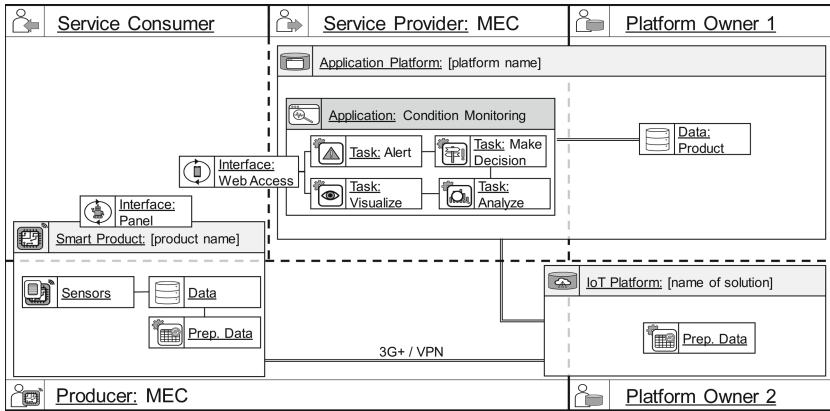 Service Consumer
Service Provider: MEC
Platform Owner 1
Application Platform: [platform name]
Application: Condition Monitoring
Task: Alert
Task: Make
Decision
Data:
Product
Interface:
Web Access
Task:
Visualize
Task:
Analyze
Interface:
Panel
Smart Product: [product name]
IoT Platform: [name of solution]
Sensors
Data
Prep. Data
Prep. Data
3G+ / VPN
Producer: MEC
Platform Owner 2